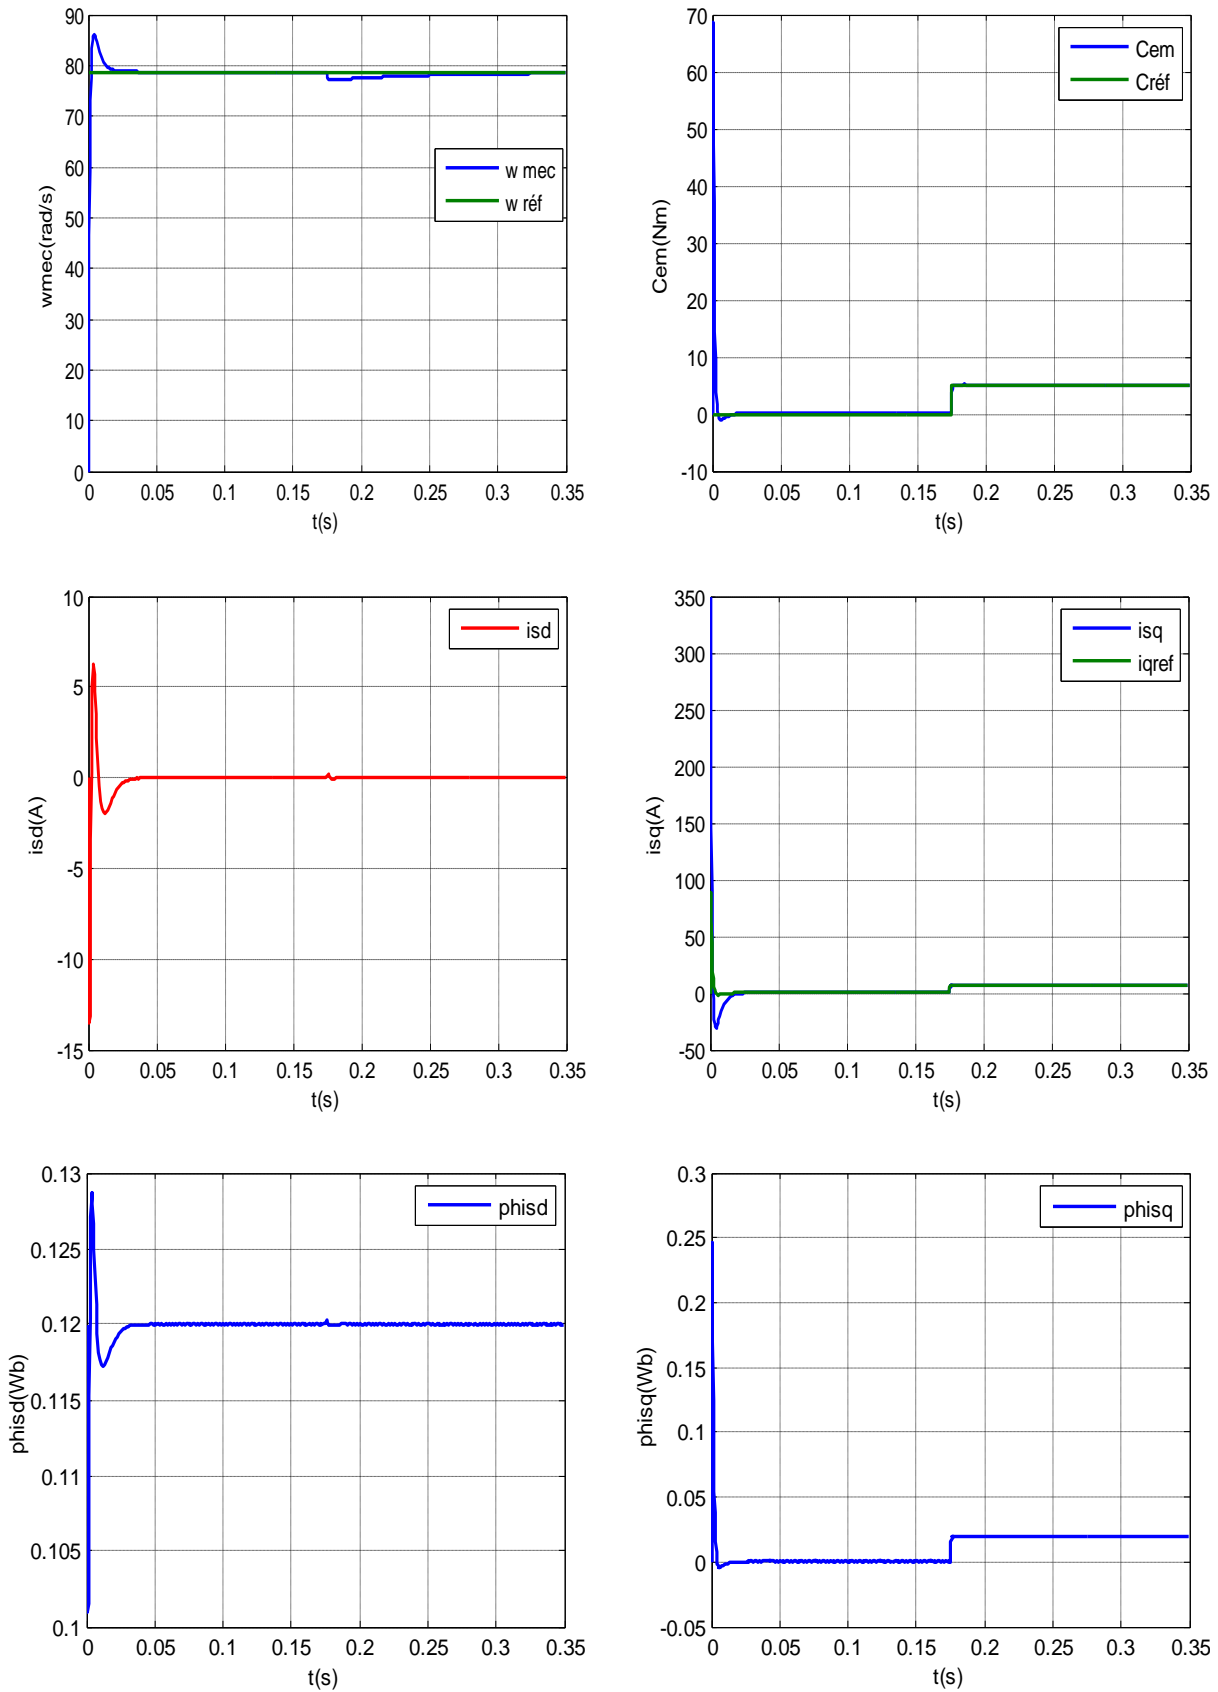 90
80
70
60
50
40
30
20
10
0
wmec(rad/s)
w mec
w réf
0 0.05 0.1 0.15 0.2 0.25 0.3 0.35
t(s)
70
60
50
40
30
20
10
0
-10
Cem(Nm)
Cem
Créf
0 0.05 0.1 0.15 0.2 0.25 0.3 0.35
t(s)
10
5
0
-5
-10
-15
isd(A)
isd
0 0.05 0.1 0.15 0.2 0.25 0.3 0.35
t(s)
350
300
250
200
150
100
50
0
-50
isq(A)
isq
iqref
0 0.05 0.1 0.15 0.2 0.25 0.3 0.35
t(s)
0.13
0.125
0.12
0.115
0.11
0.105
0.1
phisd(Wb)
phisd
0 0.05 0.1 0.15 0.2 0.25 0.3 0.35
t(s)
0.3
0.25
0.2
0.15
0.1
0.05
0
-0.05
phisq(Wb)
phisq
0 0.05 0.1 0.15 0.2 0.25 0.3 0.35
t(s)